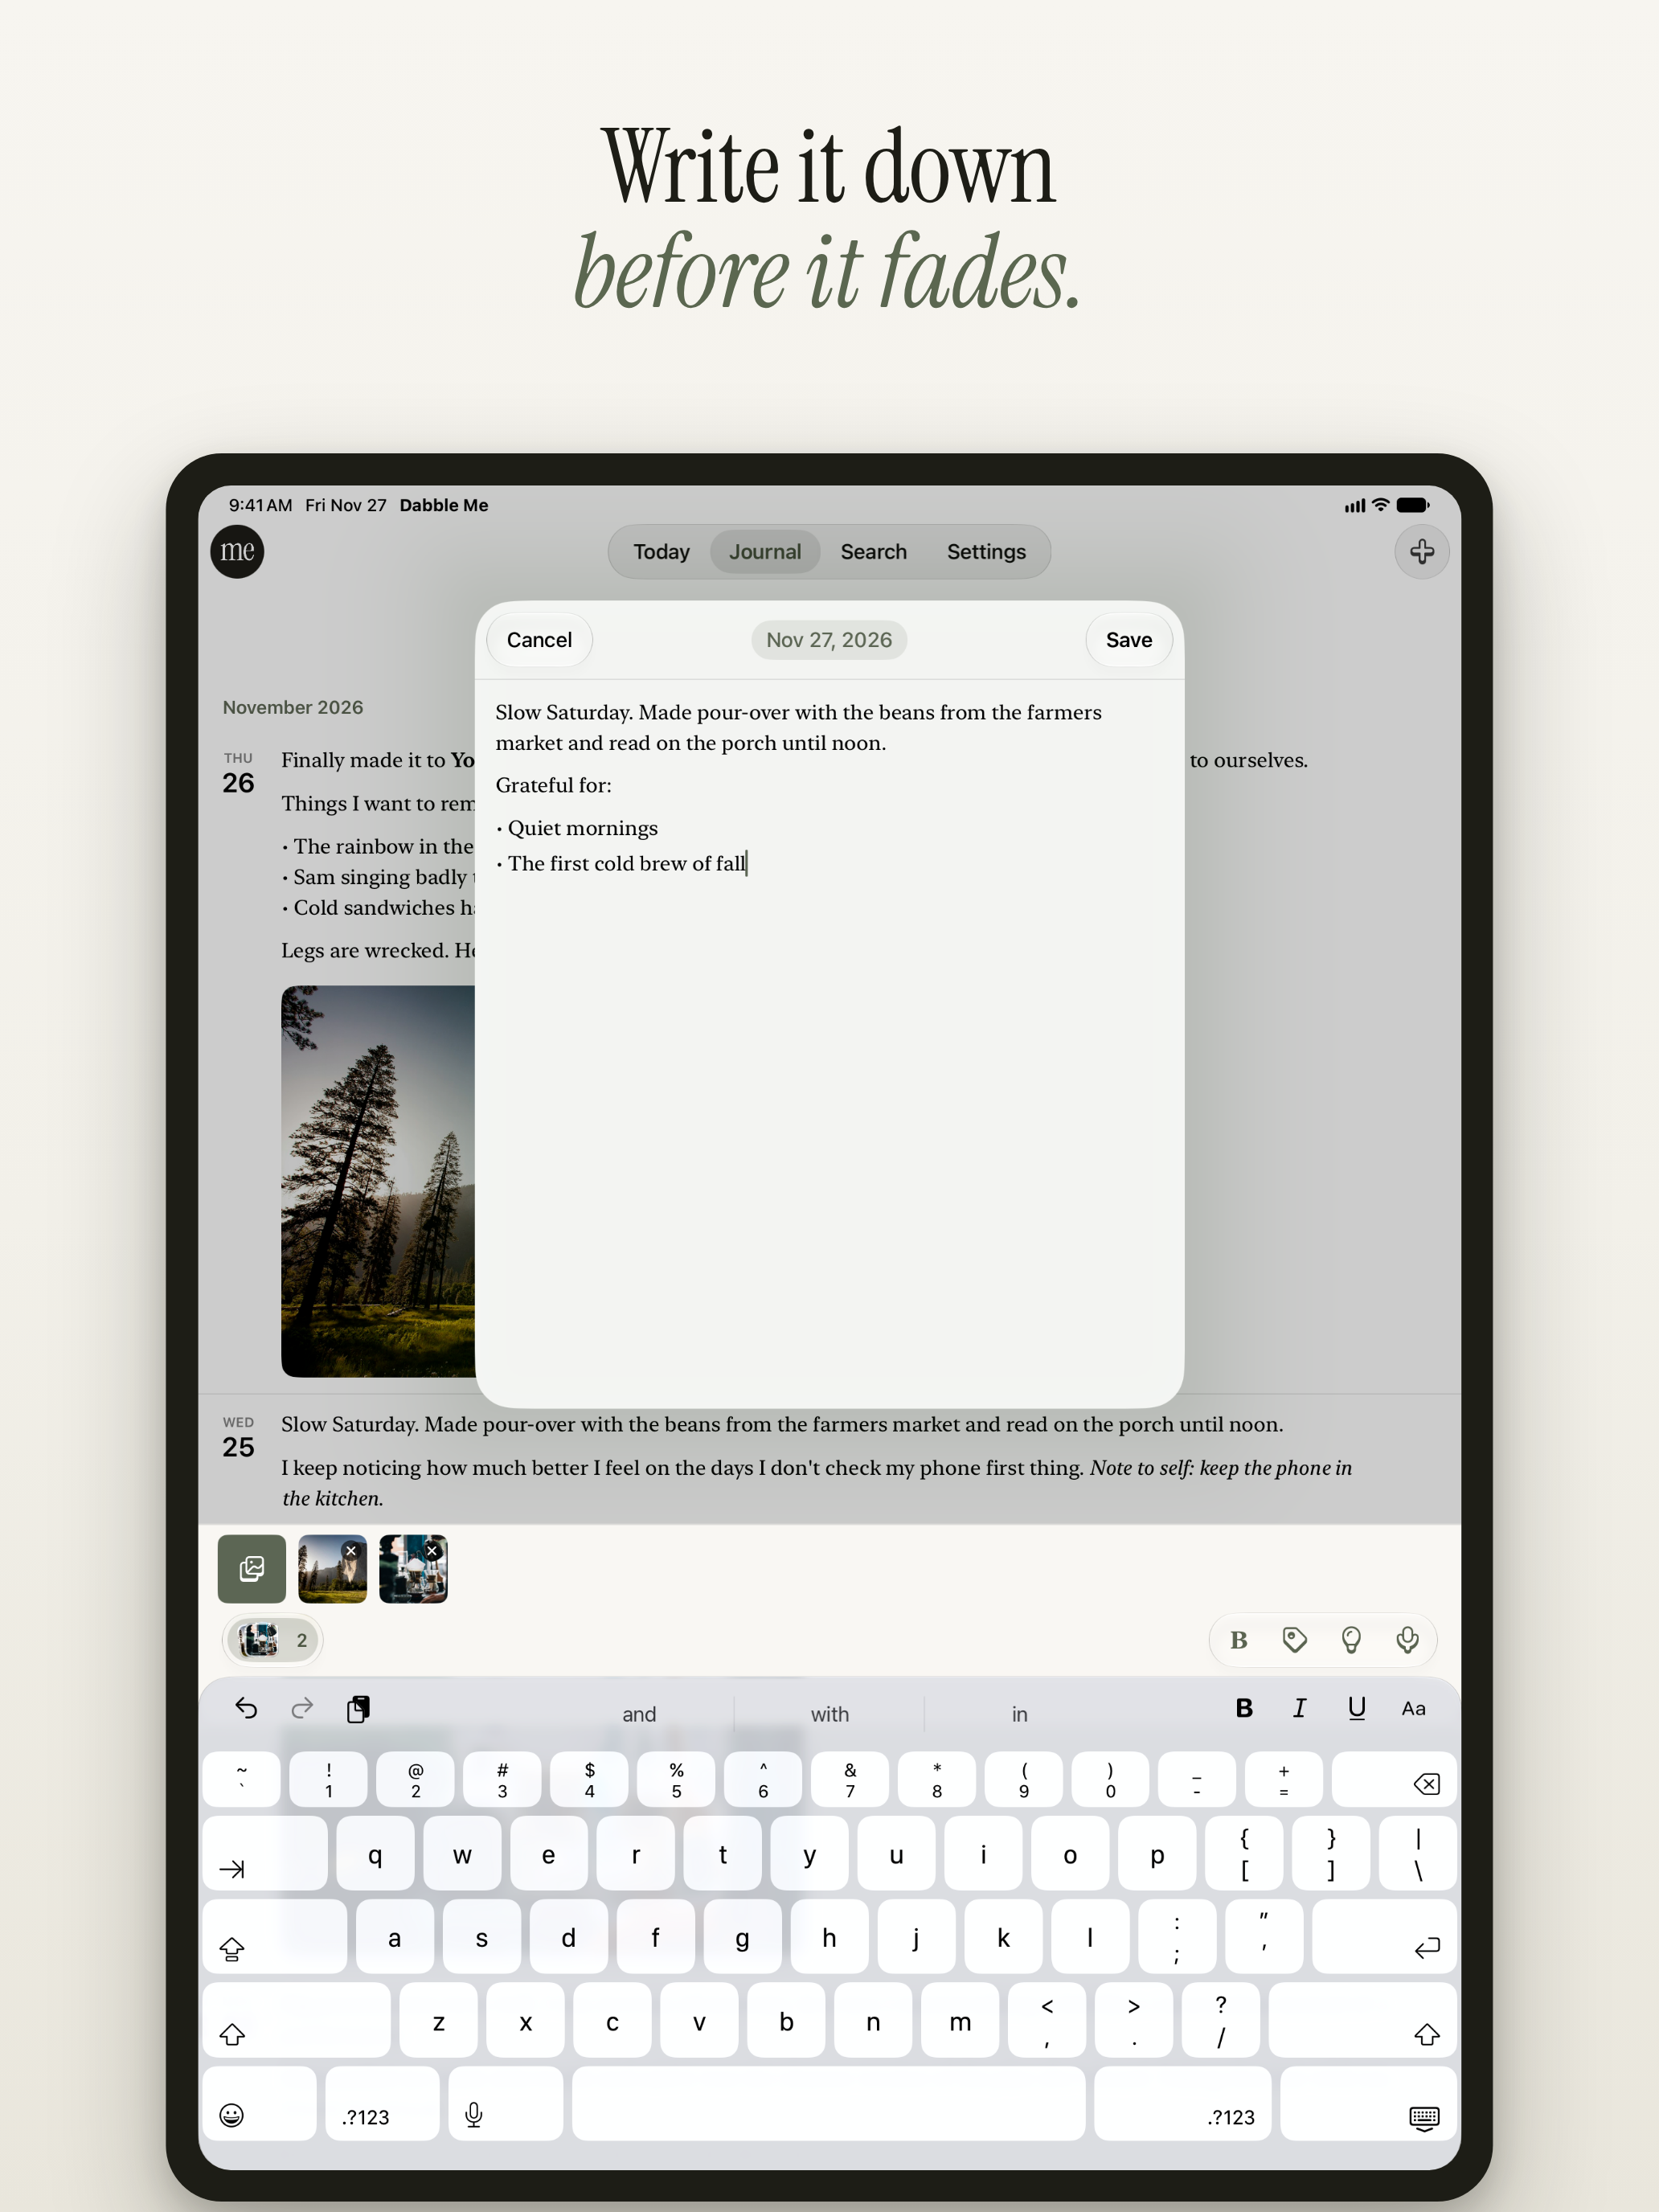 Write it down
before it fades.
9:41 AM Fri Nov 27 Dabble Me
me
Today Journal Search Settings
Cancel Nov 27, 2026 Save
Slow Saturday. Made pour-over with the beans from the farmers
market and read on the porch until noon.
Grateful for:
• Quiet mornings
• The first cold brew of fall
November 2026
THU
26
Finally made it to Yo
to ourselves.
Things I want to rem
• The rainbow in the
• Sam singing badly
• Cold sandwiches ha
Legs are wrecked. Ho
WED
25
Slow Saturday. Made pour-over with the beans from the farmers market and read on the porch until noon.
I keep noticing how much better I feel on the days I don't check my phone first thing. Note to self: keep the phone in
the kitchen.
2
B
and with in
B I U Aa
~ ! @ # $ % ^ & * ( ) _ +
` 1 2 3 4 5 6 7 8 9 0 - =
q w e r t y u i o p { [ } ] | \
a s d f g h j k l : ; " '
z x c v b n m < , > . ? /
.?123 .?123